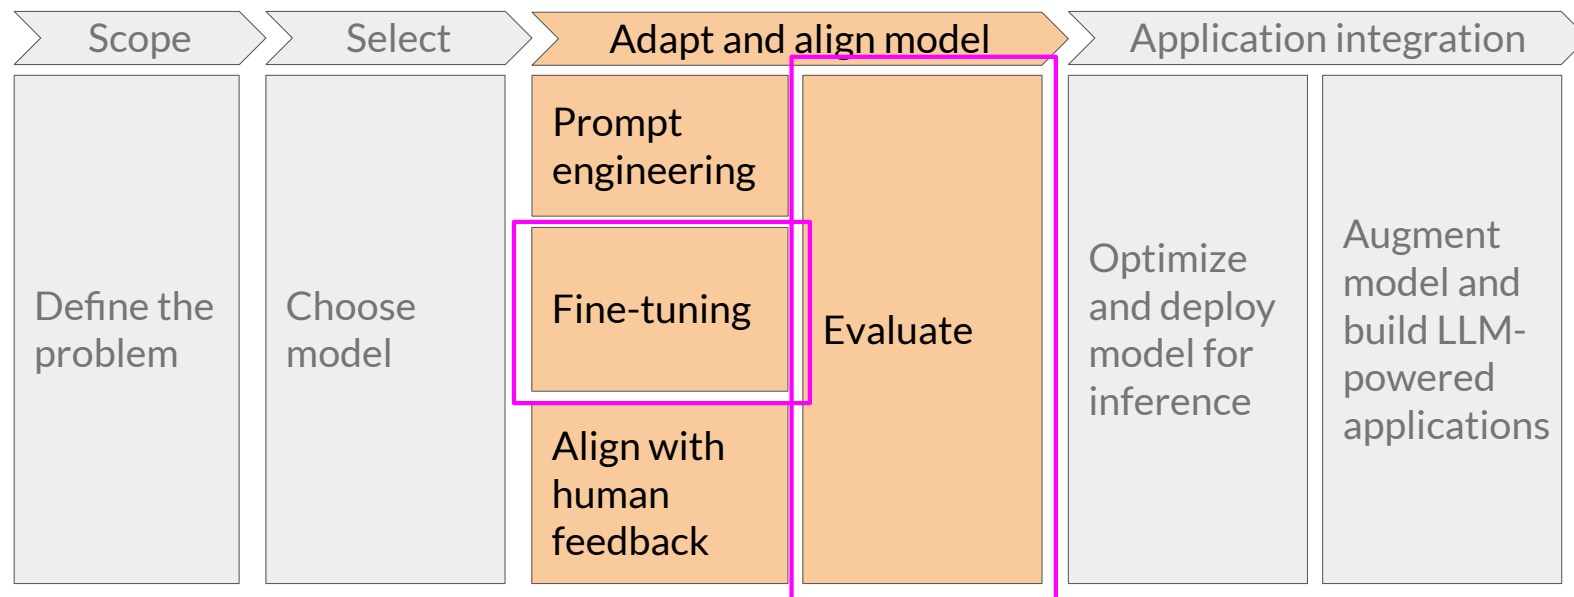 Scope
Select
Adapt and align model
Application integration
Define the
problem
Choose
model
Prompt
engineering
Fine-tuning
Align with
human
feedback
Evaluate
Optimize
and deploy
model for
inference
Augment
model and
build LLM-
powered
applications